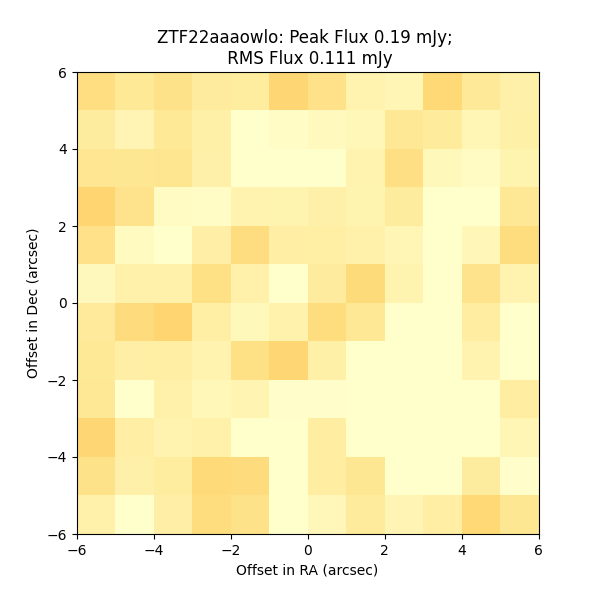 ZTF22aaaowlo: Peak Flux 0.19 mJy;
RMS Flux 0.111 mJy
6
4
2
0
−2
−4
−6
Offset in Dec (arcsec)
−6 −4 −2 0 2 4 6
Offset in RA (arcsec)